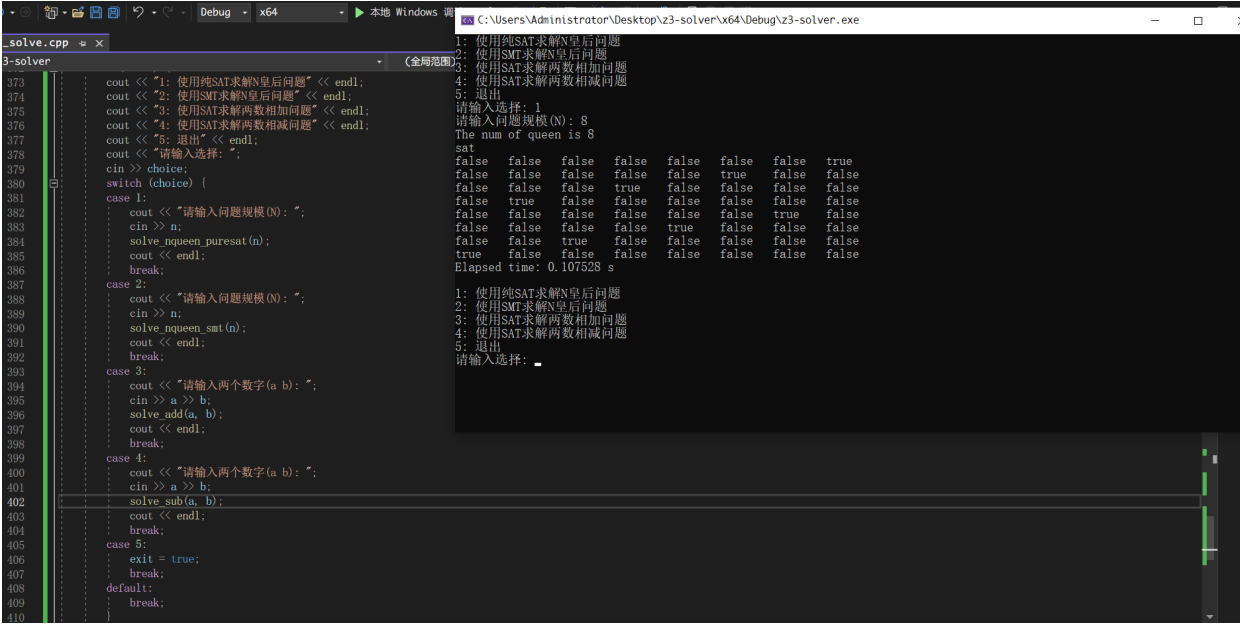 Debug
x64
本地 Windows 调
_solve.cpp
3-solver
(全局范围)
373 cout << "1: 使用纯SAT求解N皇后问题" << endl;
374 cout << "2: 使用SMT求解N皇后问题" << endl;
375 cout << "3: 使用SAT求解两数相加问题" << endl;
376 cout << "4: 使用SAT求解两数相减问题" << endl;
377 cout << "5: 退出" << endl;
378 cout << "请输入选择: ";
379 cin >> choice;
380 switch (choice) {
381 case 1:
382 cout << "请输入问题规模(N): ";
383 cin >> n;
384 solve_nqueen_puresat(n);
385 cout << endl;
386 break;
387 case 2:
388 cout << "请输入问题规模(N): ";
389 cin >> n;
390 solve_nqueen_smt(n);
391 cout << endl;
392 break;
393 case 3:
394 cout << "请输入两个数字(a b): ";
395 cin >> a >> b;
396 solve_add(a, b);
397 cout << endl;
398 break;
399 case 4:
400 cout << "请输入两个数字(a b): ";
401 cin >> a >> b;
402 solve_sub(a, b);
403 cout << endl;
404 break;
405 case 5:
406 exit = true;
407 break;
408 default:
409 break;
410 }
C:\Users\Administrator\Desktop\z3-solver\x64\Debug\z3-solver.exe
1: 使用纯SAT求解N皇后问题
2: 使用SMT求解N皇后问题
3: 使用SAT求解两数相加问题
4: 使用SAT求解两数相减问题
5: 退出
请输入选择: 1
请输入问题规模(N): 8
The num of queen is 8
sat
false false false false false false false true
false false false false false true false false
false false false true false false false false
false true false false false false false false
false false false false false false true false
false false false false true false false false
false false true false false false false false
true false false false false false false false
Elapsed time: 0.107528 s
1: 使用纯SAT求解N皇后问题
2: 使用SMT求解N皇后问题
3: 使用SAT求解两数相加问题
4: 使用SAT求解两数相减问题
5: 退出
请输入选择: